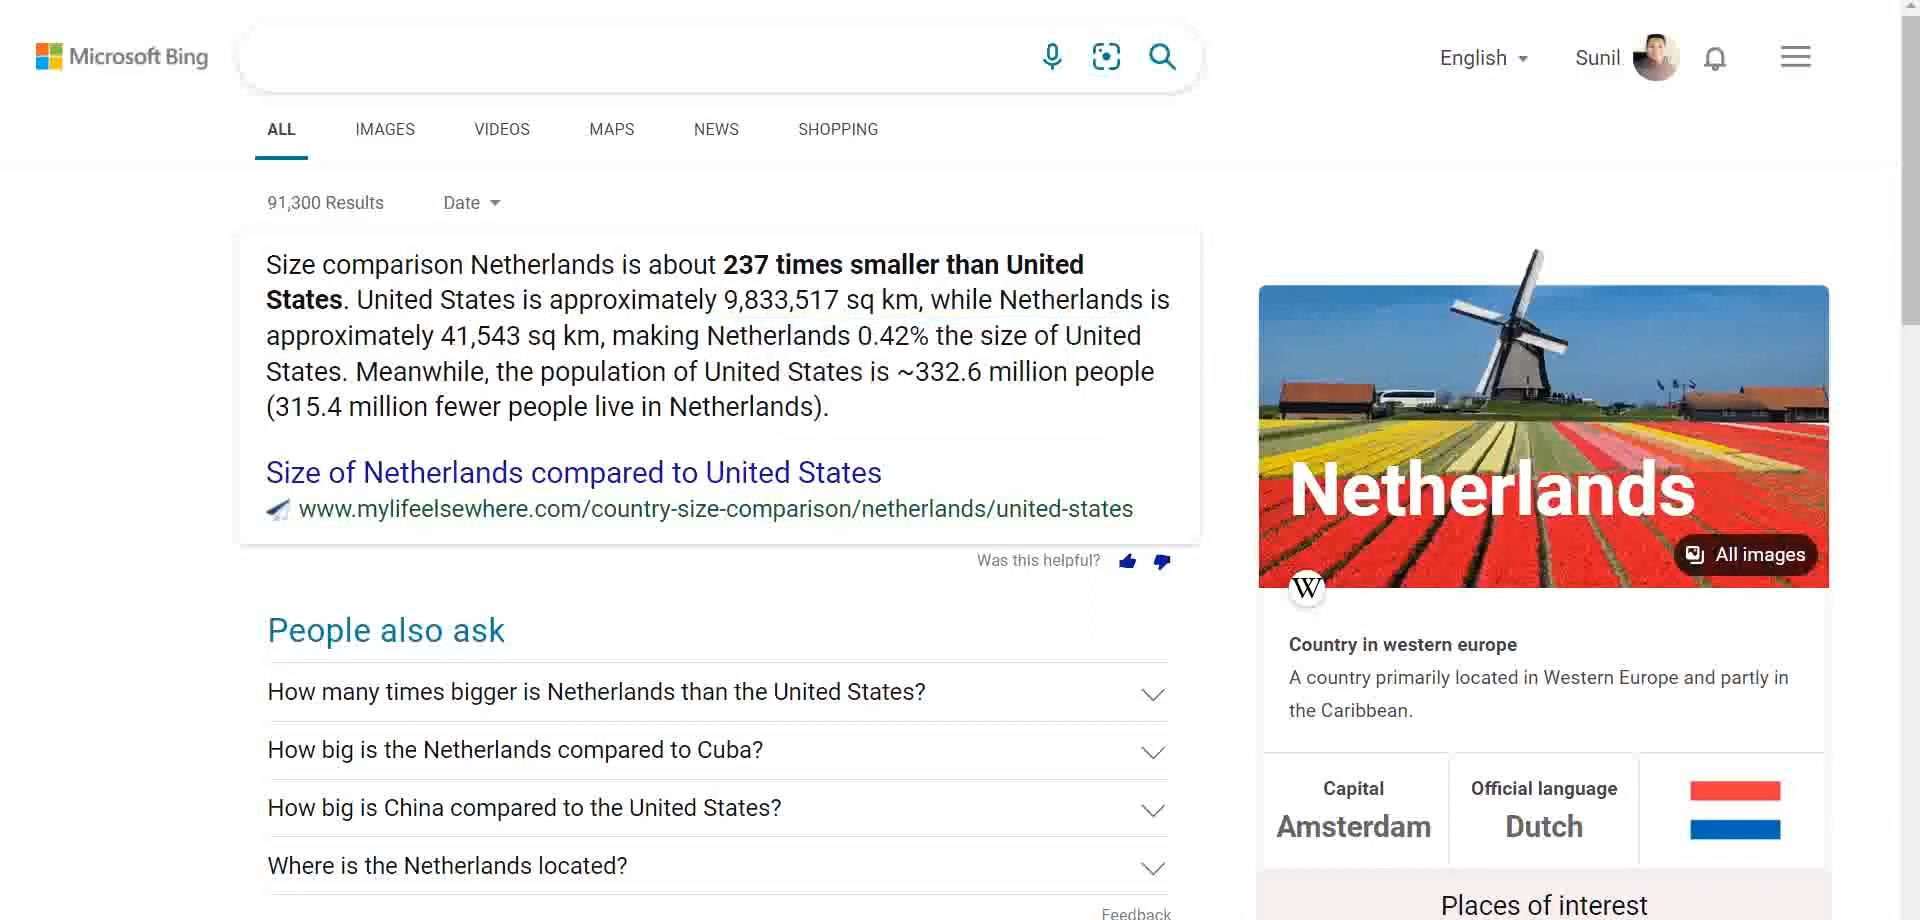 Microsoft Bing
English
Sunil
ALL
IMAGES
VIDEOS
MAPS
NEWS
SHOPPING
91,300 Results
Date
Size comparison Netherlands is about 237 times smaller than United
States. United States is approximately 9,833,517 sq km, while Netherlands is
approximately 41,543 sq km, making Netherlands 0.42% the size of United
States. Meanwhile, the population of United States is ~332.6 million people
(315.4 million fewer people live in Netherlands).
Size of Netherlands compared to United States
www.mylifeelsewhere.com/country-size-comparison/netherlands/united-states
Was this helpful?
People also ask
How many times bigger is Netherlands than the United States?
How big is the Netherlands compared to Cuba?
How big is China compared to the United States?
Where is the Netherlands located?
Feedback
Netherlands
All images
W
Country in western europe
A country primarily located in Western Europe and partly in
the Caribbean.
Capital
Amsterdam
Official language
Dutch
Places of interest